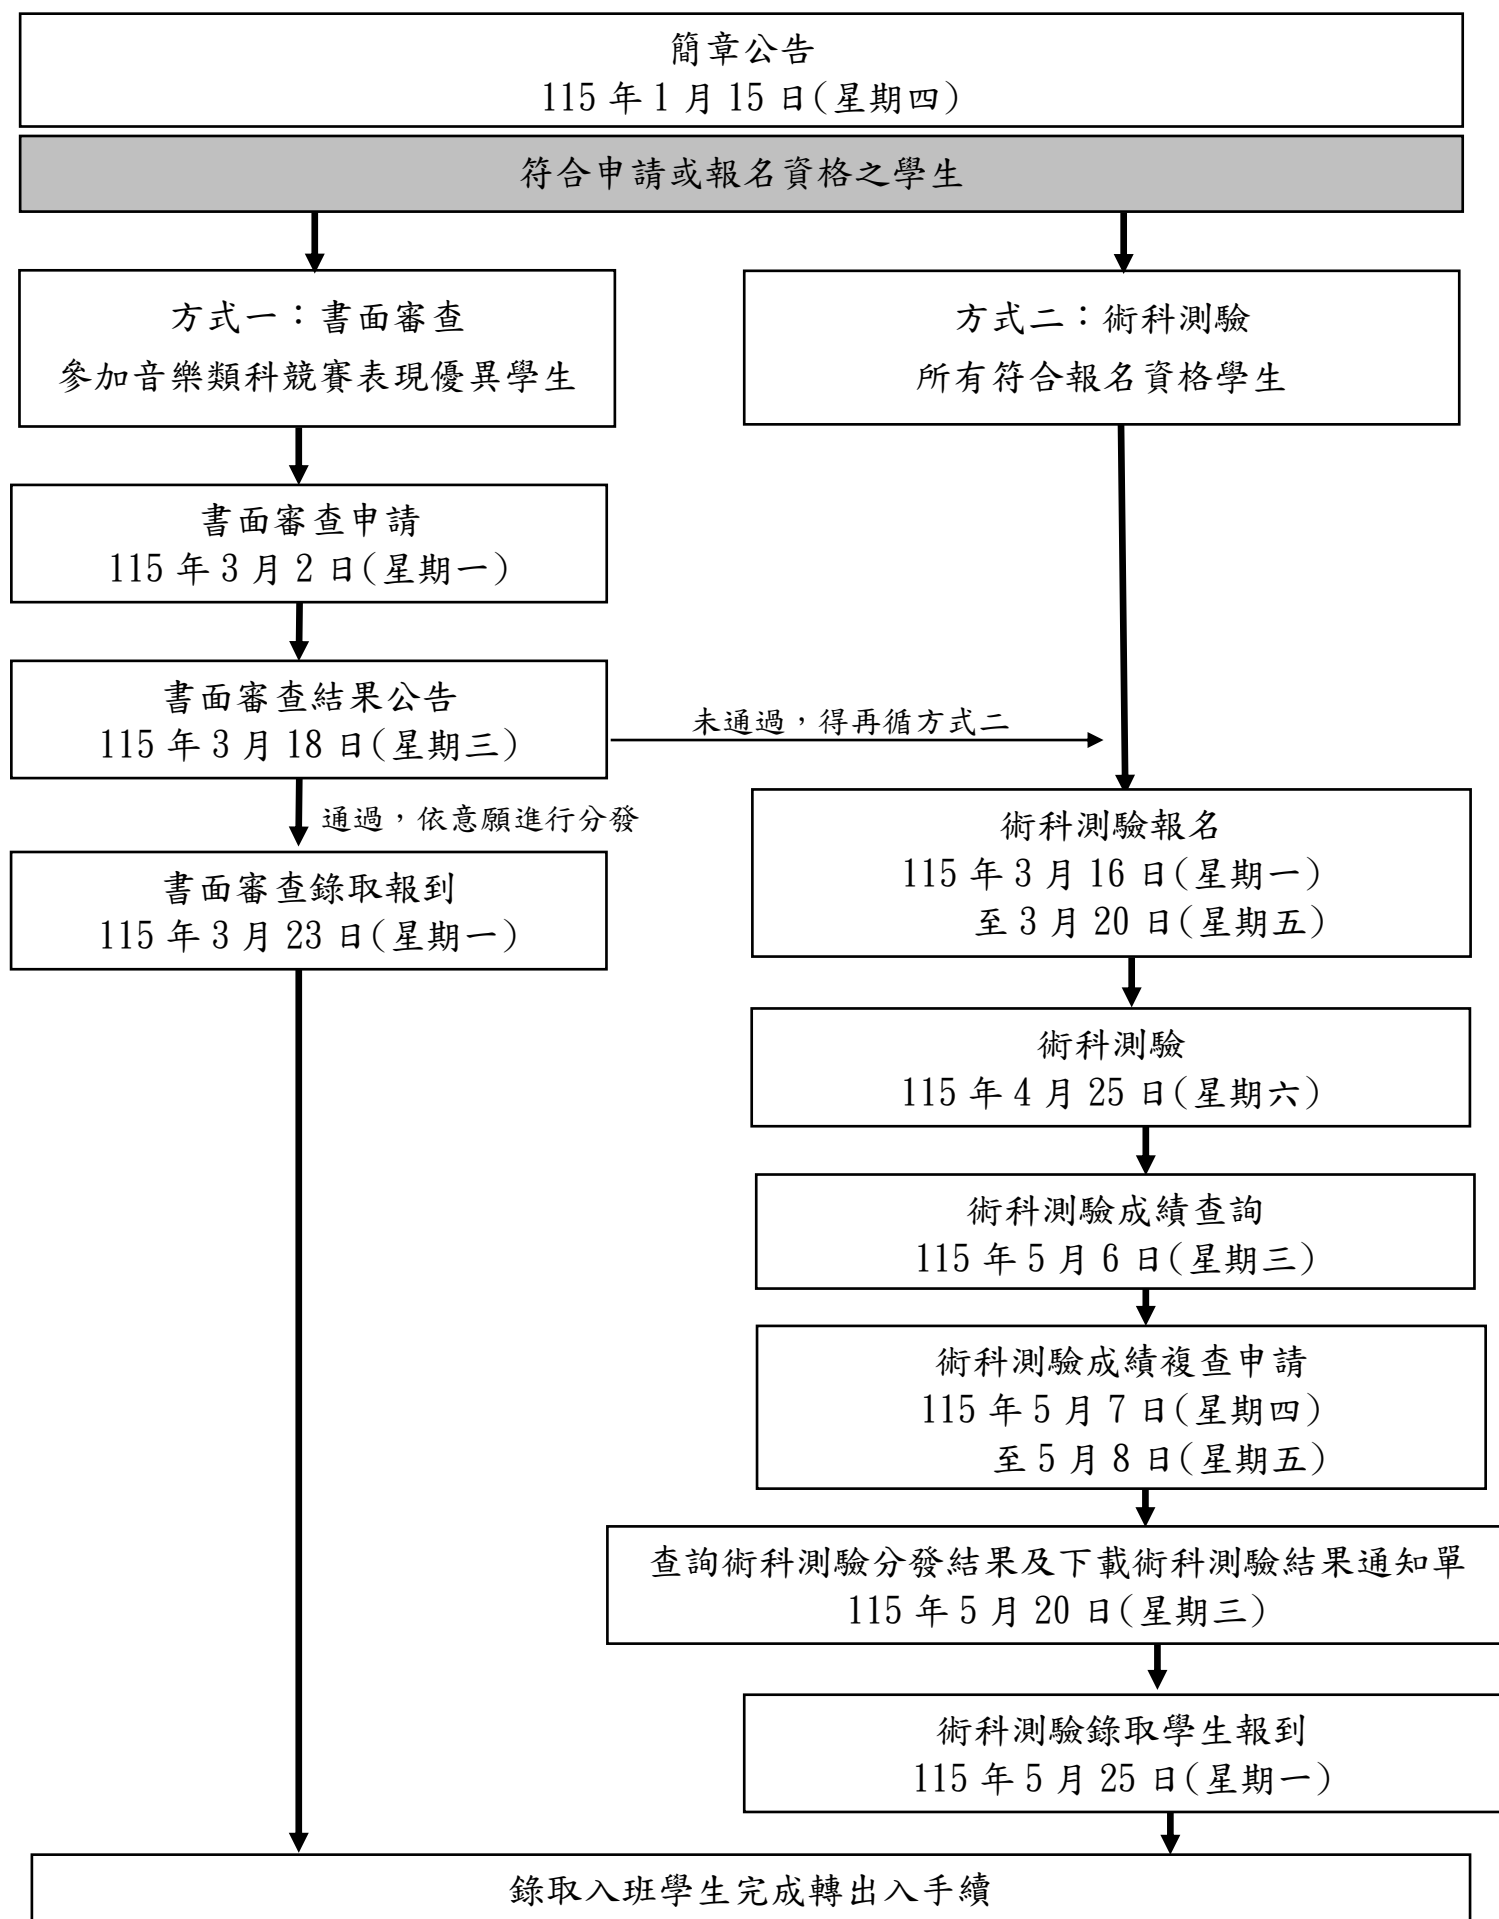 簡章公告
115 年 1 月 15 日(星期四)
符合申請或報名資格之學生
方式一：書面審查
參加音樂類科競賽表現優異學生
方式二：術科測驗
所有符合報名資格學生
書面審查申請
115 年 3 月 2 日(星期一)
書面審查結果公告
115 年 3 月 18 日(星期三)
未通過，得再循方式二
通過，依意願進行分發
書面審查錄取報到
115 年 3 月 23 日(星期一)
術科測驗報名
115 年 3 月 16 日(星期一)
至 3 月 20 日(星期五)
術科測驗
115 年 4 月 25 日(星期六)
術科測驗成績查詢
115 年 5 月 6 日(星期三)
術科測驗成績複查申請
115 年 5 月 7 日(星期四)
至 5 月 8 日(星期五)
查詢術科測驗分發結果及下載術科測驗結果通知單
115 年 5 月 20 日(星期三)
術科測驗錄取學生報到
115 年 5 月 25 日(星期一)
錄取入班學生完成轉出入手續